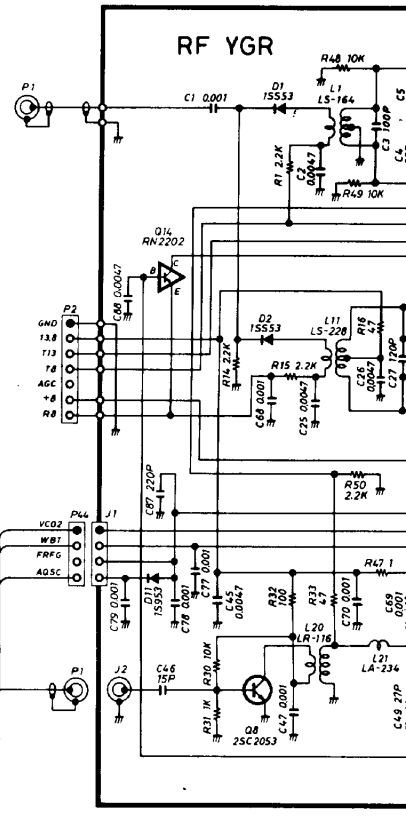 RF YGR
P1
C1 0.001
D1
1SS53
R48 10K
L1
LS-164
C3 100P
C5
C4
R1 2.2K
C2
0.0047
R49 10K
Q14
RN2202
B
C
E
C88 0.0047
P2
GND
13.8
T13
T8
AGC
+8
R8
D2
1SS53
L11
LS-228
R16
47
R14 2.2K
R15 2.2K
C68 0.001
C25 0.0047
C26
0.0047
C27 120P
R50
2.2K
C87 220P
P44
J1
VCO2
WBT
FRFG
AQSC
C79 0.001
D11
1S953
C78 0.001
C77 0.001
C45
0.0047
R32
100
R33
47
C70 0.001
R47 1
C69
0.001
P1
J2
C46
15P
R30 10K
R31 1K
Q8
2SC2053
C47 0.001
L20
LR-116
L21
LA-234
C49 27P